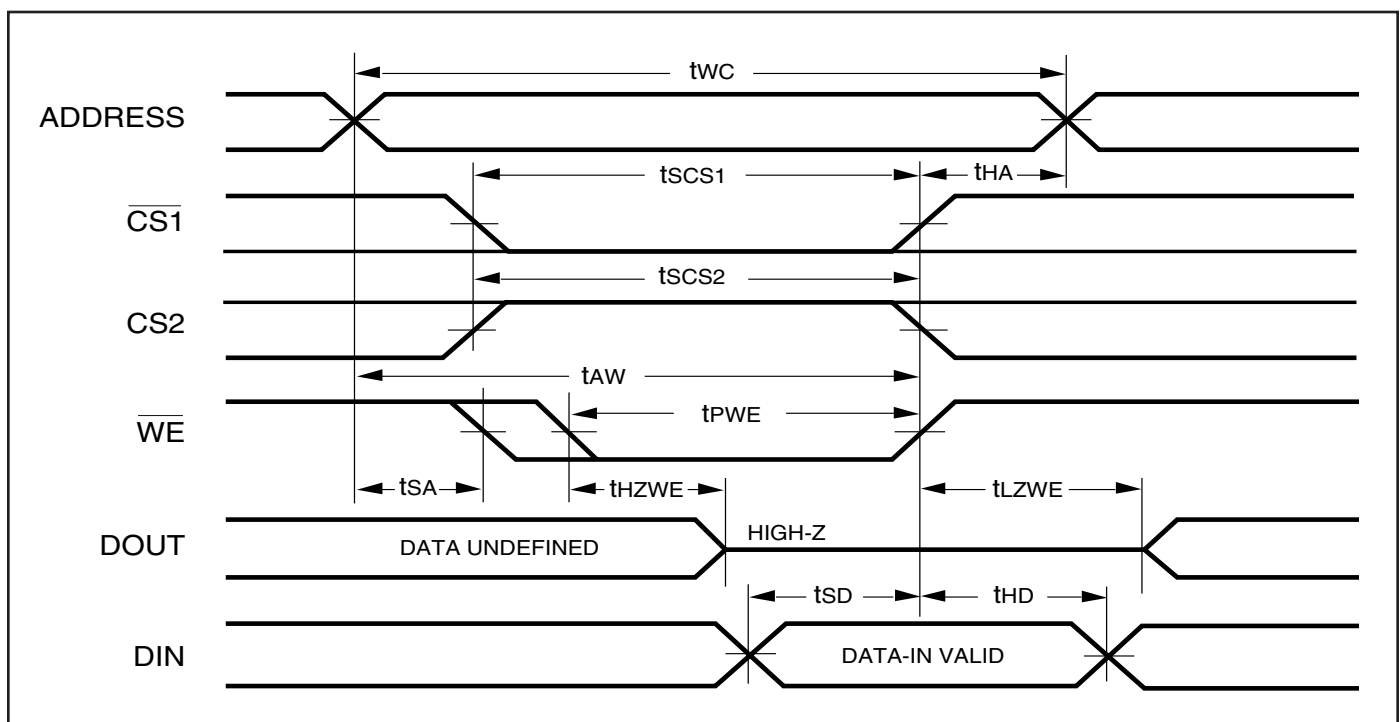 tWC
ADDRESS
tSCS1
tHA
CS1
tSCS2
CS2
tAW
tPWE
WE
tSA
tHZWE
tLZWE
DOUT
DATA UNDEFINED
HIGH-Z
tSD
tHD
DIN
DATA-IN VALID